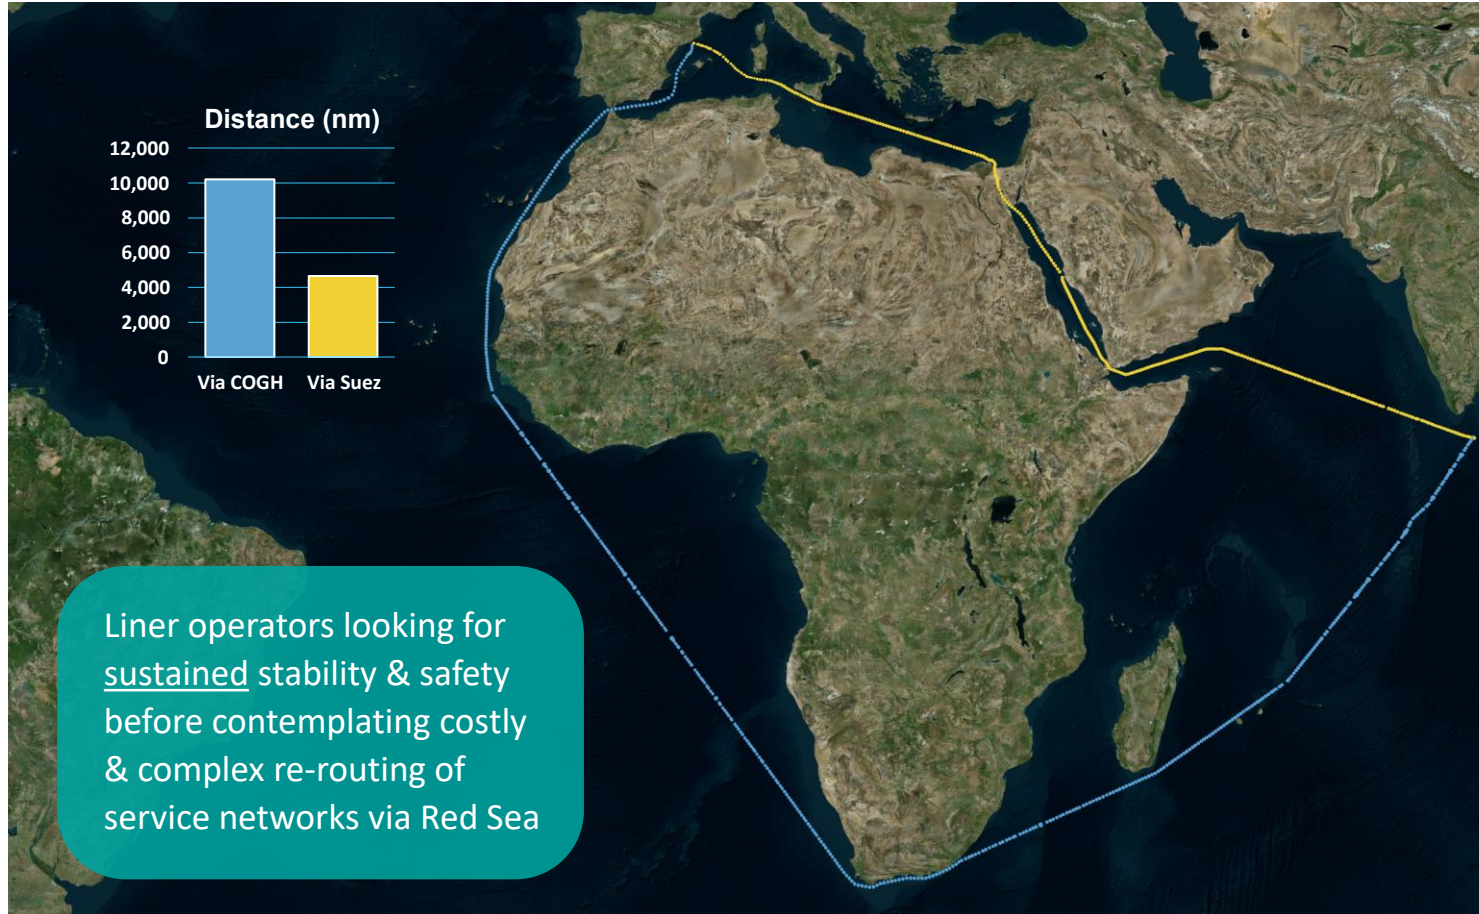 Distance (nm)
12,000
10,000
8,000
6,000
4,000
2,000
0
Via COGH Via Suez
Liner operators looking for
sustained stability & safety
before contemplating costly
& complex re-routing of
service networks via Red Sea